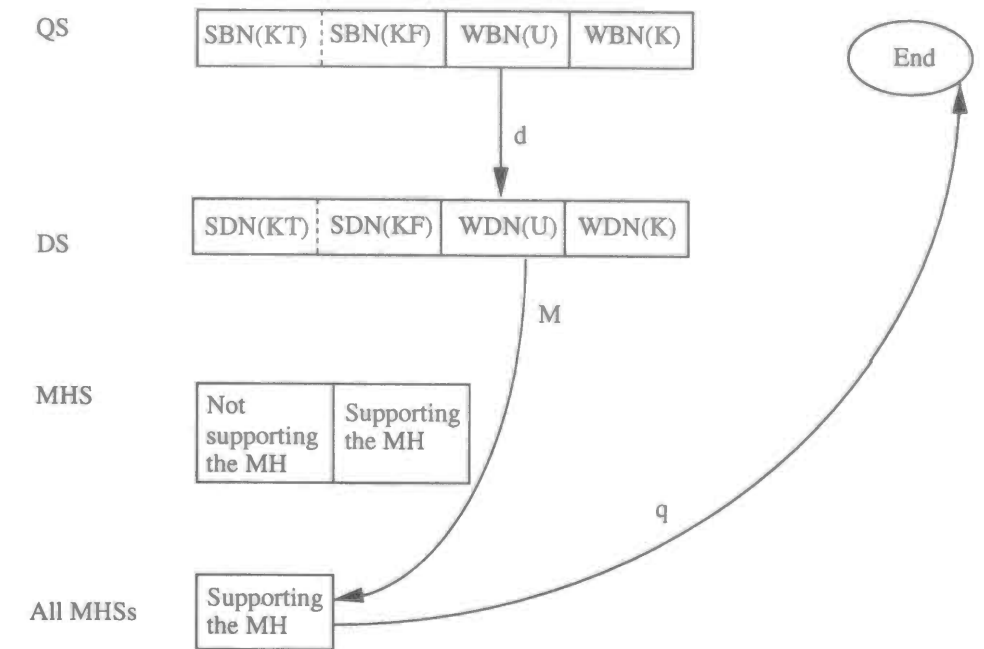 QS
SBN(KT) SBN(KF) WBN(U) WBN(K)
End
d
DS
SDN(KT) SDN(KF) WDN(U) WDN(K)
M
MHS
Not
supporting
the MH
Supporting
the MH
q
All MHSs
Supporting
the MH